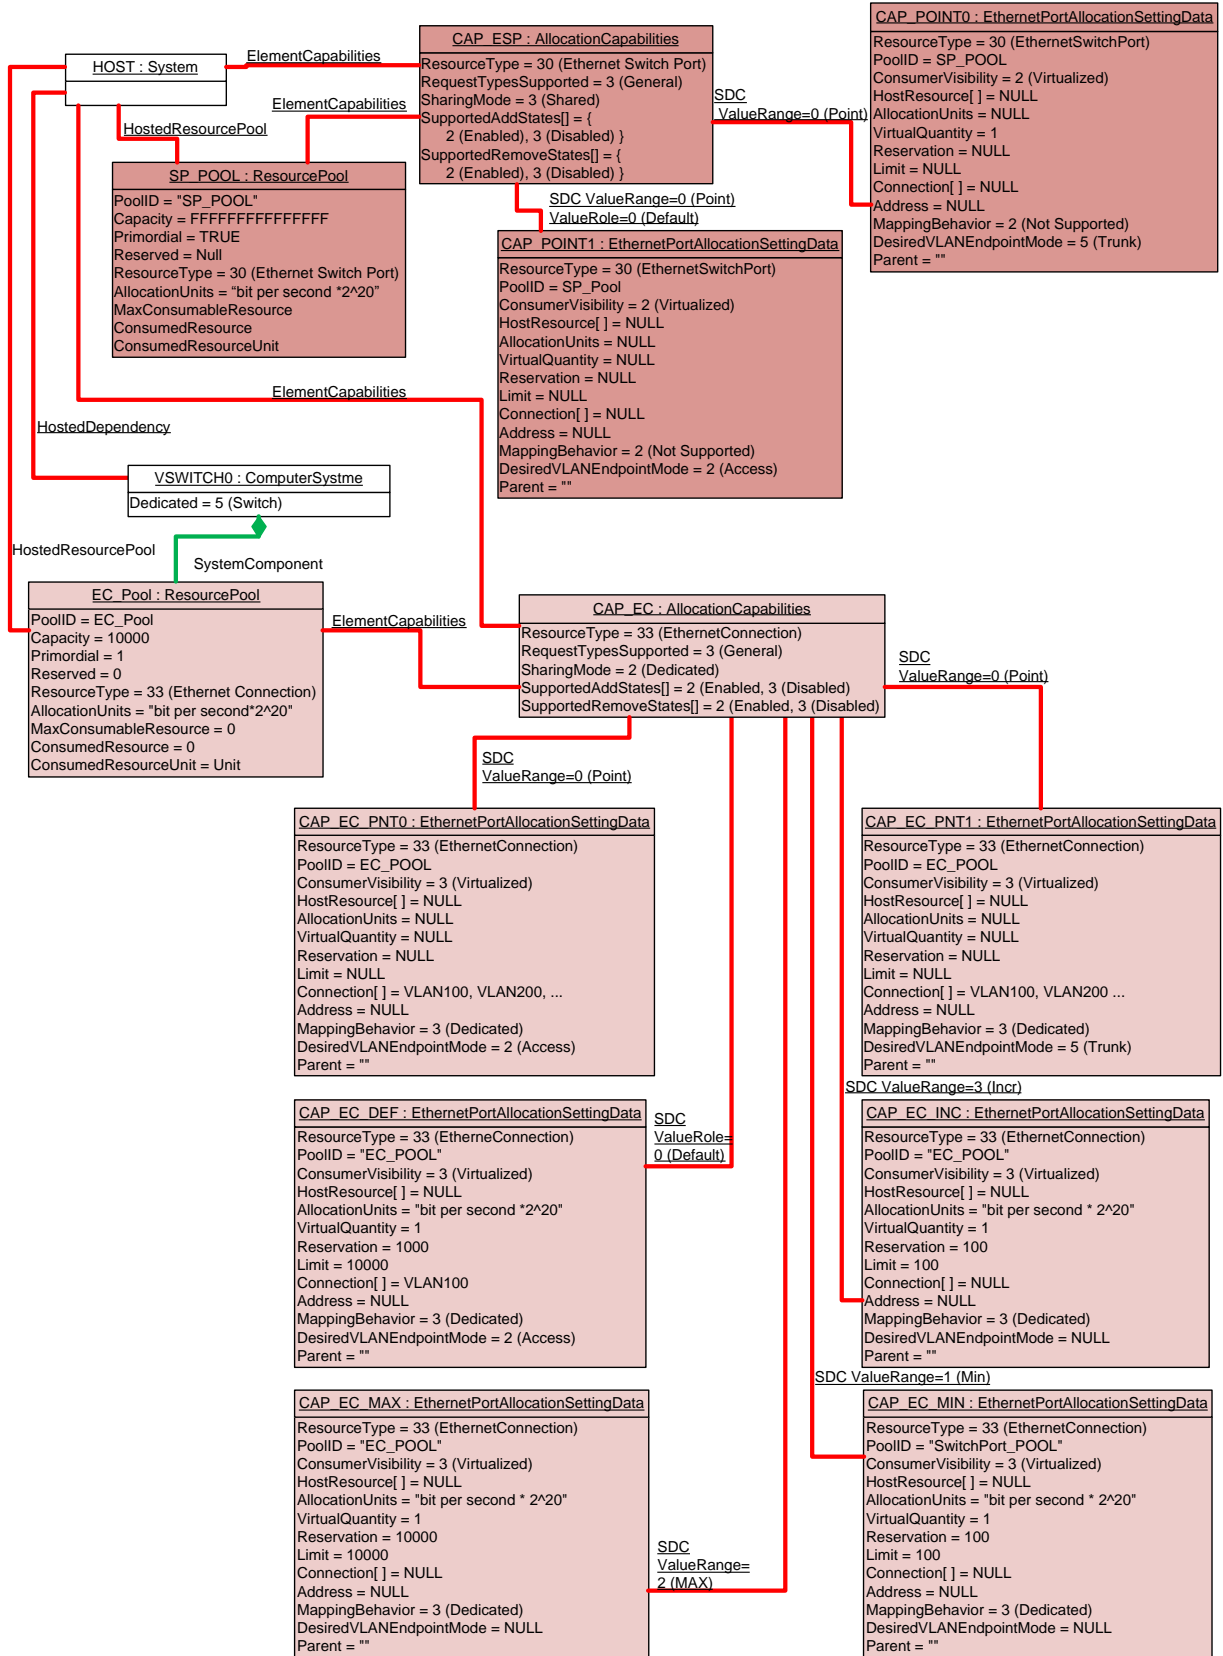 HOST : System
ElementCapabilities
ElementCapabilities
HostedResourcePool
CAP_ESP : AllocationCapabilities
ResourceType = 30 (Ethernet Switch Port)
RequestTypesSupported = 3 (General)
SharingMode = 3 (Shared)
SupportedAddStates[] = {
2 (Enabled), 3 (Disabled) }
SupportedRemoveStates[] = {
2 (Enabled), 3 (Disabled) }
SDC
ValueRange=0 (Point)
CAP_POINT0 : EthernetPortAllocationSettingData
ResourceType = 30 (EthernetSwitchPort)
PoolID = SP_POOL
ConsumerVisibility = 2 (Virtualized)
HostResource[ ] = NULL
AllocationUnits = NULL
VirtualQuantity = 1
Reservation = NULL
Limit = NULL
Connection[ ] = NULL
Address = NULL
MappingBehavior = 2 (Not Supported)
DesiredVLANEndpointMode = 5 (Trunk)
Parent = ""
SP_POOL : ResourcePool
PoolID = "SP_POOL"
Capacity = FFFFFFFFFFFFFFF
Primordial = TRUE
Reserved = Null
ResourceType = 30 (Ethernet Switch Port)
AllocationUnits = “bit per second *2^20”
MaxConsumableResource
ConsumedResource
ConsumedResourceUnit
SDC ValueRange=0 (Point)
ValueRole=0 (Default)
CAP_POINT1 : EthernetPortAllocationSettingData
ResourceType = 30 (EthernetSwitchPort)
PoolID = SP_Pool
ConsumerVisibility = 2 (Virtualized)
HostResource[ ] = NULL
AllocationUnits = NULL
VirtualQuantity = NULL
Reservation = NULL
Limit = NULL
Connection[ ] = NULL
Address = NULL
MappingBehavior = 2 (Not Supported)
DesiredVLANEndpointMode = 2 (Access)
Parent = ""
ElementCapabilities
HostedDependency
VSWITCH0 : ComputerSystme
Dedicated = 5 (Switch)
HostedResourcePool
SystemComponent
EC_Pool : ResourcePool
PoolID = EC_Pool
Capacity = 10000
Primordial = 1
Reserved = 0
ResourceType = 33 (Ethernet Connection)
AllocationUnits = "bit per second*2^20"
MaxConsumableResource = 0
ConsumedResource = 0
ConsumedResourceUnit = Unit
ElementCapabilities
CAP_EC : AllocationCapabilities
ResourceType = 33 (EthernetConnection)
RequestTypesSupported = 3 (General)
SharingMode = 2 (Dedicated)
SupportedAddStates[] = 2 (Enabled, 3 (Disabled)
SupportedRemoveStates[] = 2 (Enabled, 3 (Disabled)
SDC
ValueRange=0 (Point)
SDC
ValueRange=0 (Point)
CAP_EC_PNT0 : EthernetPortAllocationSettingData
ResourceType = 33 (EthernetConnection)
PoolID = EC_POOL
ConsumerVisibility = 3 (Virtualized)
HostResource[ ] = NULL
AllocationUnits = NULL
VirtualQuantity = NULL
Reservation = NULL
Limit = NULL
Connection[ ] = VLAN100, VLAN200, ...
Address = NULL
MappingBehavior = 3 (Dedicated)
DesiredVLANEndpointMode = 2 (Access)
Parent = ""
CAP_EC_PNT1 : EthernetPortAllocationSettingData
ResourceType = 33 (EthernetConnection)
PoolID = EC_POOL
ConsumerVisibility = 3 (Virtualized)
HostResource[ ] = NULL
AllocationUnits = NULL
VirtualQuantity = NULL
Reservation = NULL
Limit = NULL
Connection[ ] = VLAN100, VLAN200 ...
Address = NULL
MappingBehavior = 3 (Dedicated)
DesiredVLANEndpointMode = 5 (Trunk)
Parent = ""
SDC ValueRange=3 (Incr)
CAP_EC_DEF : EthernetPortAllocationSettingData
ResourceType = 33 (EtherneConnection)
PoolID = "EC_POOL"
ConsumerVisibility = 3 (Virtualized)
HostResource[ ] = NULL
AllocationUnits = "bit per second *2^20"
VirtualQuantity = 1
Reservation = 1000
Limit = 10000
Connection[ ] = VLAN100
Address = NULL
MappingBehavior = 3 (Dedicated)
DesiredVLANEndpointMode = 2 (Access)
Parent = ""
SDC
ValueRole=
0 (Default)
CAP_EC_INC : EthernetPortAllocationSettingData
ResourceType = 33 (EthernetConnection)
PoolID = "EC_POOL"
ConsumerVisibility = 3 (Virtualized)
HostResource[ ] = NULL
AllocationUnits = "bit per second * 2^20"
VirtualQuantity = 1
Reservation = 100
Limit = 100
Connection[ ] = NULL
Address = NULL
MappingBehavior = 3 (Dedicated)
DesiredVLANEndpointMode = NULL
Parent = ""
SDC ValueRange=1 (Min)
CAP_EC_MAX : EthernetPortAllocationSettingData
ResourceType = 33 (EthernetConnection)
PoolID = "EC_POOL"
ConsumerVisibility = 3 (Virtualized)
HostResource[ ] = NULL
AllocationUnits = "bit per second * 2^20"
VirtualQuantity = 1
Reservation = 10000
Limit = 10000
Connection[ ] = NULL
Address = NULL
MappingBehavior = 3 (Dedicated)
DesiredVLANEndpointMode = NULL
Parent = ""
SDC
ValueRange=
2 (MAX)
CAP_EC_MIN : EthernetPortAllocationSettingData
ResourceType = 33 (EthernetConnection)
PoolID = "SwitchPort_POOL"
ConsumerVisibility = 3 (Virtualized)
HostResource[ ] = NULL
AllocationUnits = "bit per second * 2^20"
VirtualQuantity = 1
Reservation = 100
Limit = 100
Connection[ ] = NULL
Address = NULL
MappingBehavior = 3 (Dedicated)
DesiredVLANEndpointMode = NULL
Parent = ""